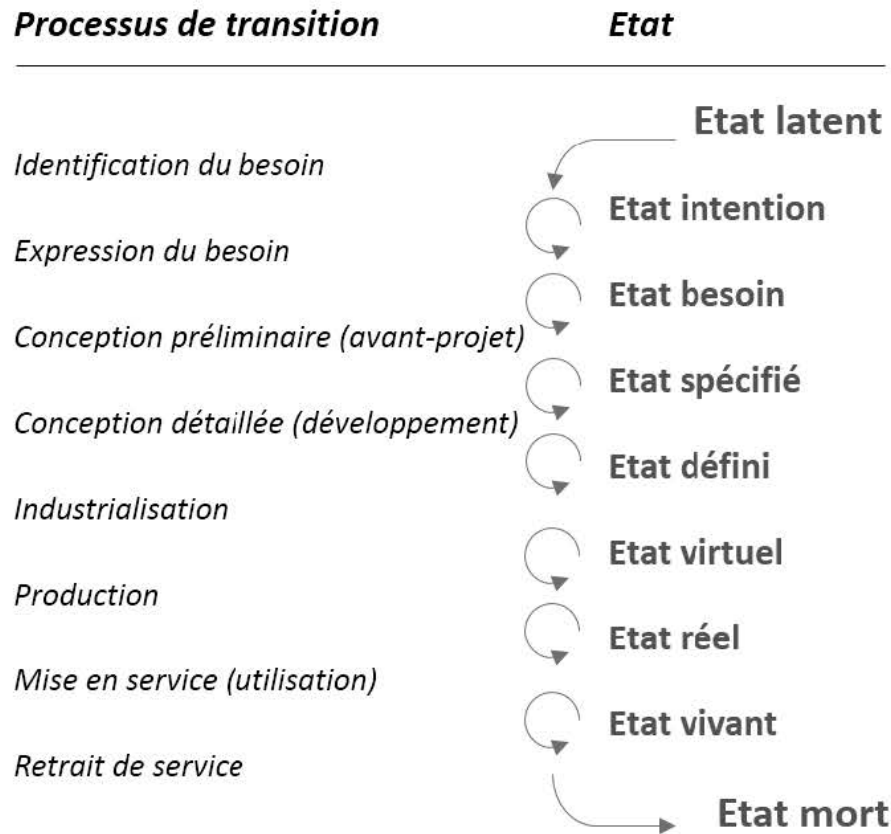 Processus de transition Etat
Etat latent
Identification du besoin
Etat intention
Expression du besoin
Etat besoin
Conception préliminaire (avant-projet)
Etat spécifié
Conception détaillée (développement)
Etat défini
Industrialisation
Etat virtuel
Production
Etat réel
Mise en service (utilisation)
Etat vivant
Retrait de service
Etat mort